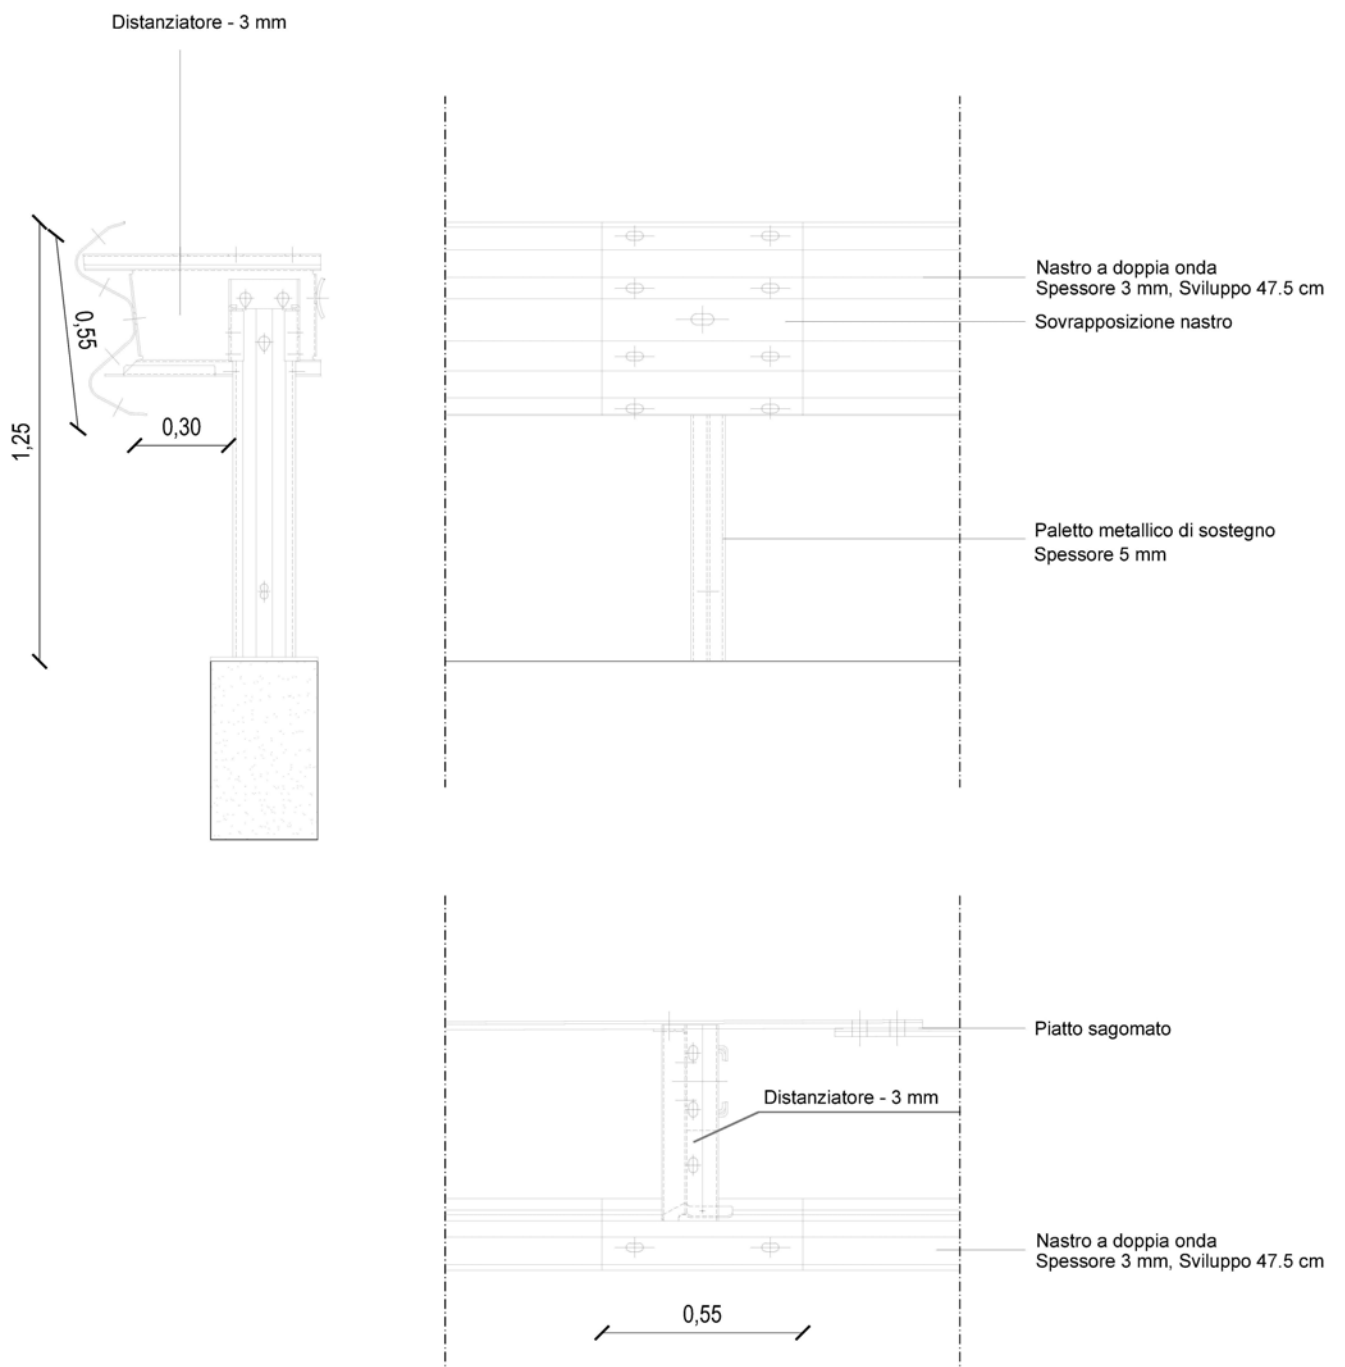 Distanziatore - 3 mm
Nastro a doppia onda
Spessore 3 mm, Sviluppo 47.5 cm
Sovrapposizione nastro
0,55
0,30
1,25
Paletto metallico di sostegno
Spessore 5 mm
Piatto sagomato
Distanziatore - 3 mm
Nastro a doppia onda
Spessore 3 mm, Sviluppo 47.5 cm
0,55